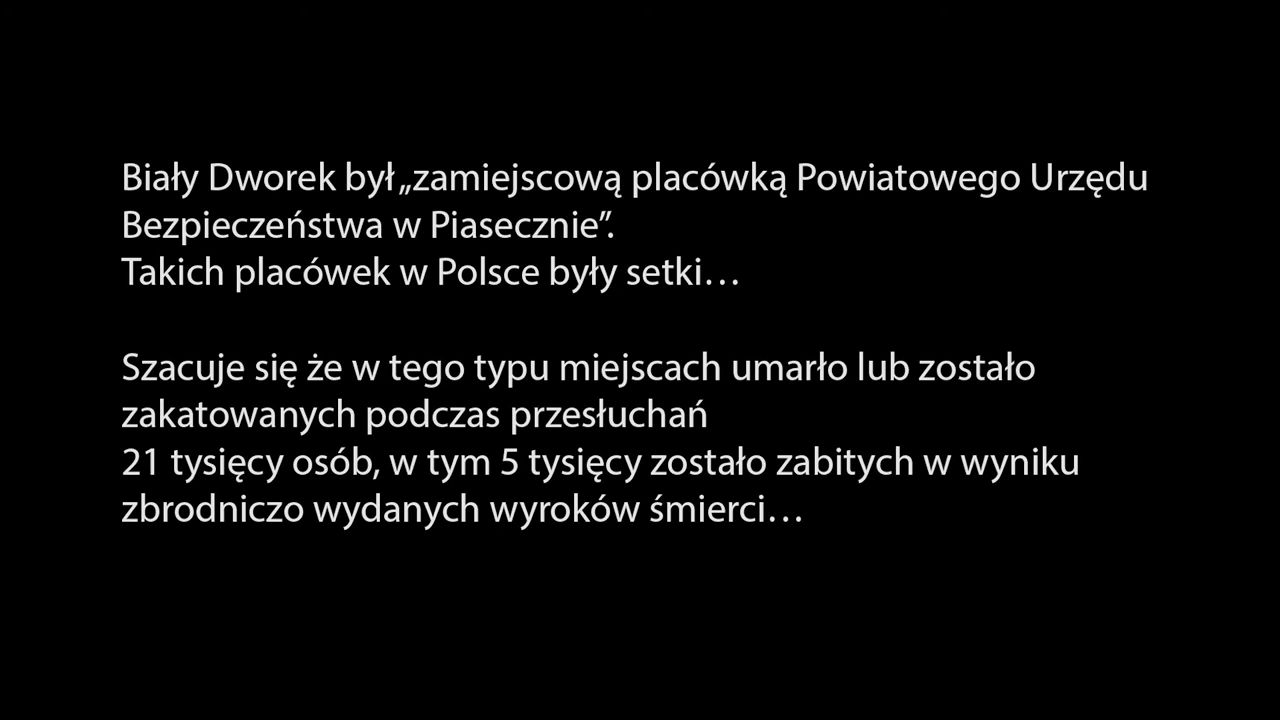 Biały Dworek był „zamiejscową placówką Powiatowego Urzędu
Bezpieczeństwa w Piasecznie”.
Takich placówek w Polsce były setki…
Szacuje się że w tego typu miejscach umarło lub zostało
zakatowanych podczas przesłuchań
21 tysięcy osób, w tym 5 tysięcy zostało zabitych w wyniku
zbrodniczo wydanych wyroków śmierci…